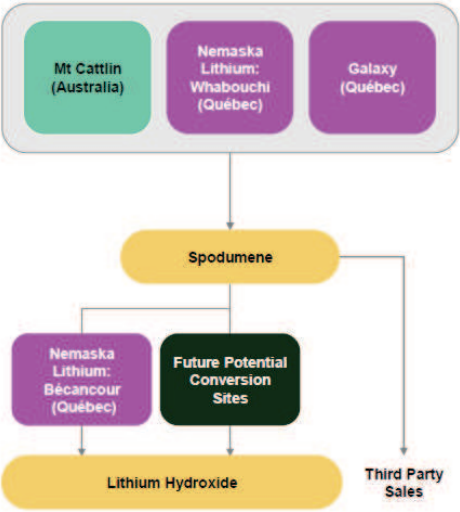 Mt Cattlin
(Australia)
Nemaska
Lithium:
Whabouchi
(Québec)
Galaxy
(Québec)
Spodumene
Nemaska
Lithium:
Bécancour
(Québec)
Future Potential
Conversion
Sites
Lithium Hydroxide
Third Party
Sales